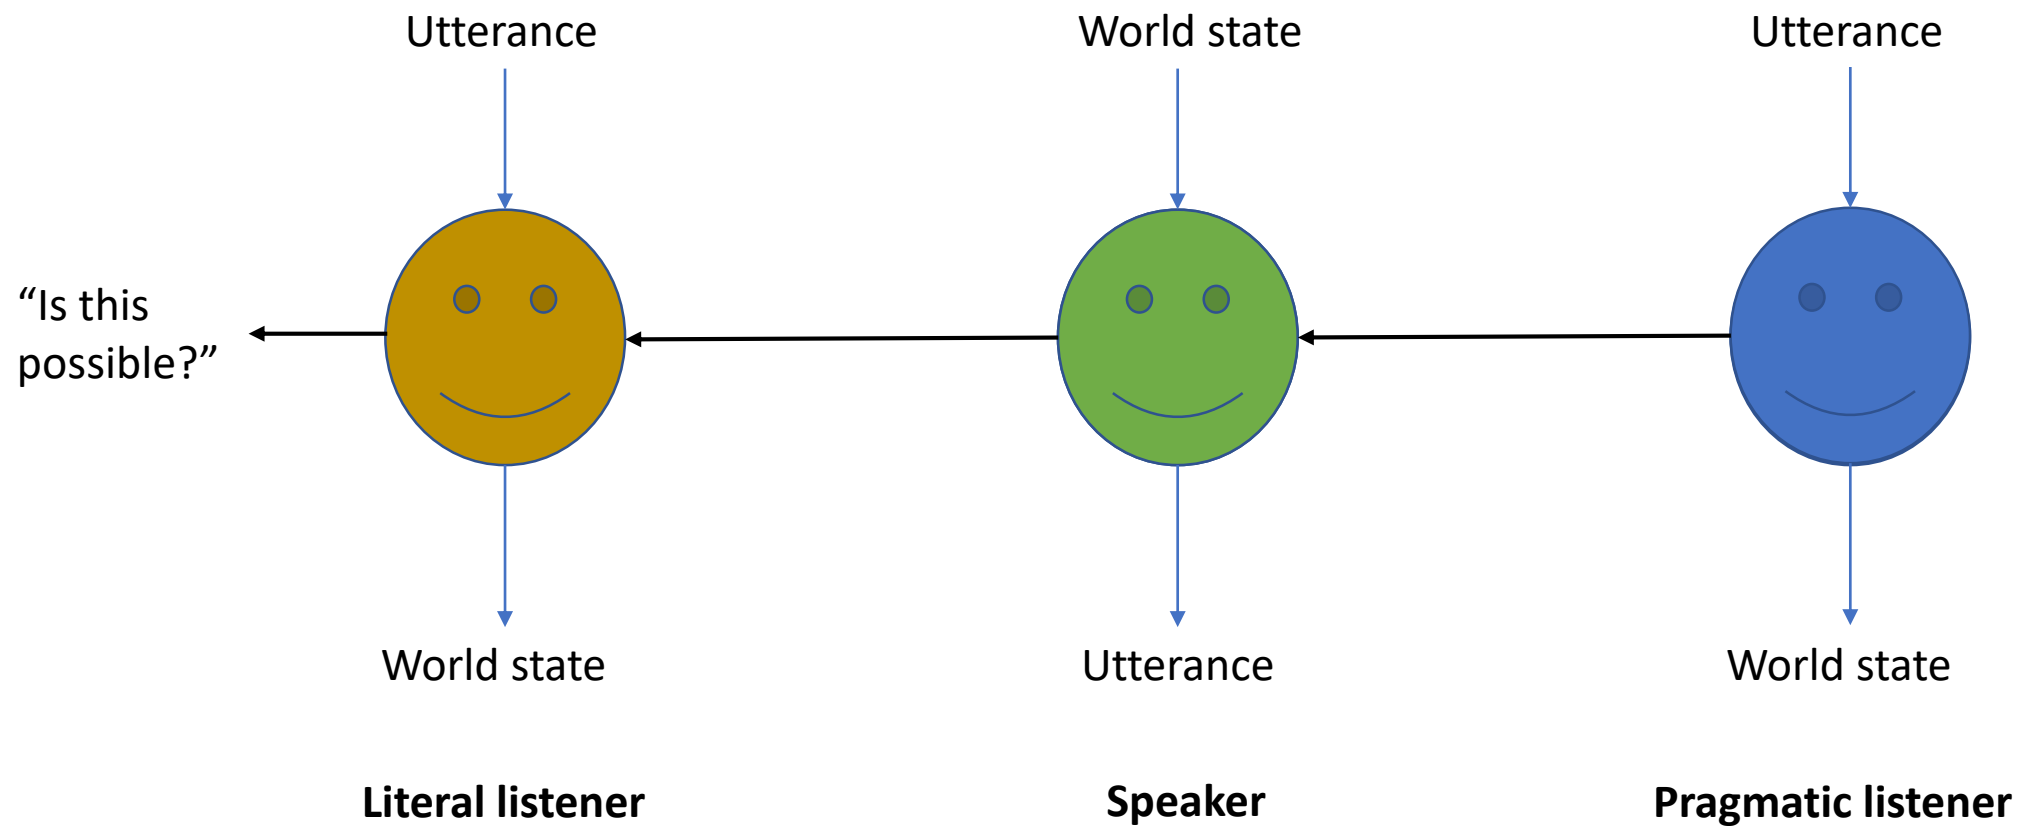 Utterance
World state
Utterance
“Is this
possible?”
World state
Utterance
World state
Literal listener
Speaker
Pragmatic listener